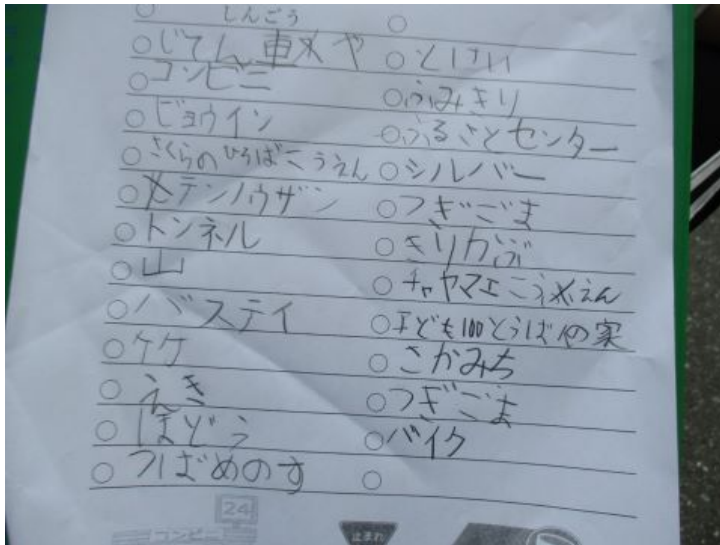 しんごう
じてん車や
コンビニ
ビョウイン
さくらのひろばこうえん
テンノウザン
トンネル
山
バステイ
ケケ
えき
ほどう
つばめのす
とけい
ふみきり
ふるさとセンター
シルバー
つぎごま
きりかぶ
チャヤマエこうえん
子ども100とうばんの家
さかみち
つぎごま
バイク
24
コンビニ
止まれ